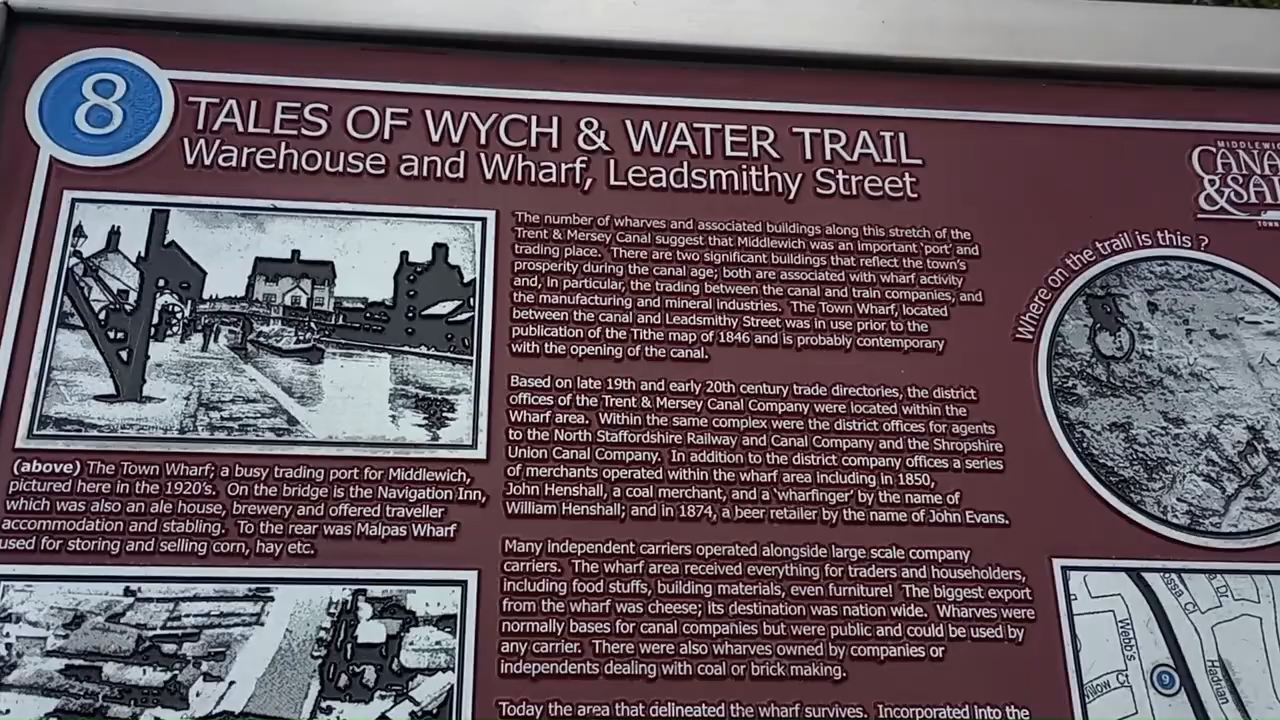 8
TALES OF WYCH & WATER TRAIL
Warehouse and Wharf, Leadsmithy Street
The number of wharves and associated buildings along this stretch of the
Trent & Mersey Canal suggest that Middlewich was an important 'port' and
trading place. There are two significant buildings that reflect the town's
prosperity during the canal age; both are associated with wharf activity
and, in particular, the trading between the canal and train companies, and
the manufacturing and mineral industries. The Town Wharf, located
between the canal and Leadsmithy Street was in use prior to the
publication of the Tithe map of 1846 and is probably contemporary
with the opening of the canal.
Based on late 19th and early 20th century trade directories, the district
offices of the Trent & Mersey Canal Company were located within the
Wharf area. Within the same complex were the district offices for agents
to the North Staffordshire Railway and Canal Company and the Shropshire
Union Canal Company. In addition to the district company offices a series
of merchants operated within the wharf area including in 1850,
John Henshall, a coal merchant, and a 'wharfinger' by the name of
William Henshall; and in 1874, a beer retailer by the name of John Evans.
Many independent carriers operated alongside large scale company
carriers. The wharf area received everything for traders and householders,
including food stuffs, building materials, even furniture! The biggest export
from the wharf was cheese; its destination was nation wide. Wharves were
normally bases for canal companies but were public and could be used by
any carrier. There were also wharves owned by companies or
independents dealing with coal or brick making.
Today the area that delineated the wharf survives. Incorporated into the
(above) The Town Wharf; a busy trading port for Middlewich,
pictured here in the 1920's. On the bridge is the Navigation Inn,
which was also an ale house, brewery and offered traveller
accommodation and stabling. To the rear was Malpas Wharf
used for storing and selling corn, hay etc.
MIDDLEWIC
CANA
&SAL
TOWN
Where on the trail is this ?
Webb's
9
Hadrian